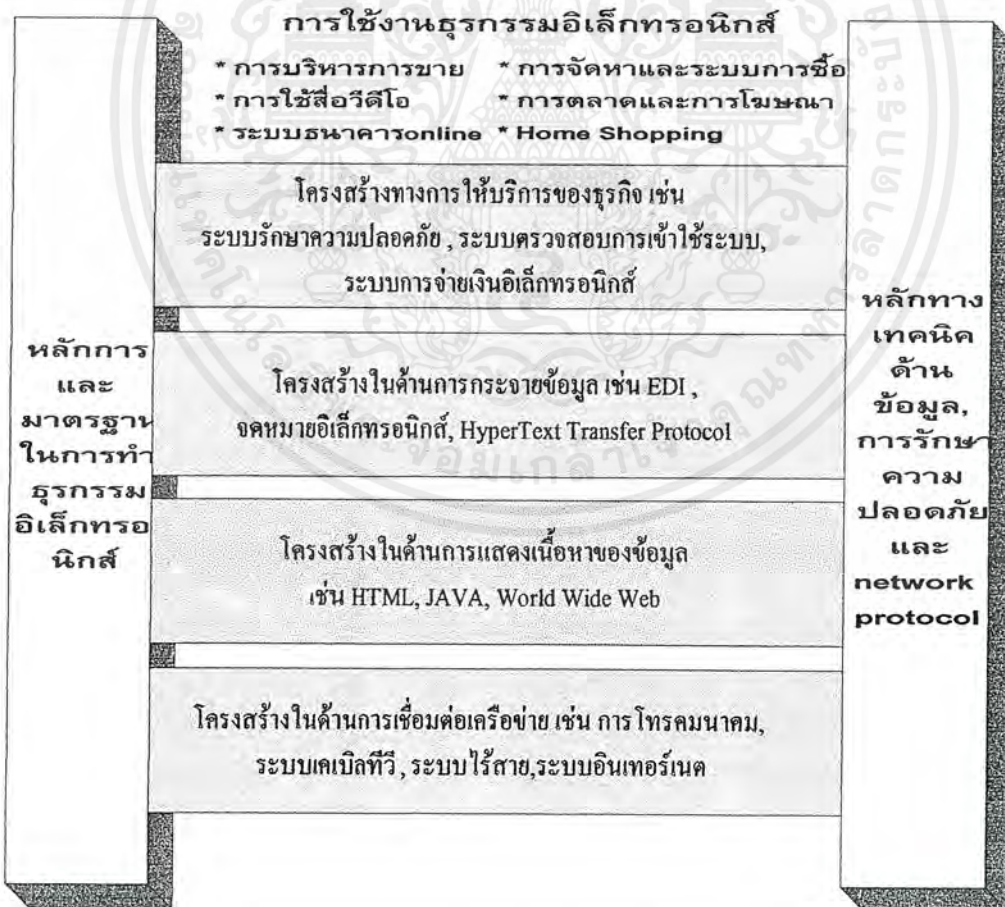 การใช้งานธุรกรรมอิเล็กทรอนิกส์
* การบริหารการขาย * การจัดหาและระบบการซื้อ
* การใช้สื่อวีดีโอ * การตลาดและการโฆษณา
* ระบบธนาคารonline * Home Shopping
โครงสร้างทางการให้บริการของธุรกิจ เช่น
ระบบรักษาความปลอดภัย , ระบบตรวจสอบการเข้าใช้ระบบ,
ระบบการจ่ายเงินอิเล็กทรอนิกส์
โครงสร้างในด้านการกระจายข้อมูล เช่น EDI ,
จดหมายอิเล็กทรอนิกส์, HyperText Transfer Protocol
โครงสร้างในด้านการแสดงเนื้อหาของข้อมูล
เช่น HTML, JAVA, World Wide Web
โครงสร้างในด้านการเชื่อมต่อเครือข่าย เช่น การโทรคมนาคม,
ระบบเคเบิลทีวี , ระบบไร้สาย,ระบบอินเทอร์เนต
หลักการ
และ
มาตรฐาน
ในการทำ
ธุรกรรม
อิเล็กทรอ
นิกส์
หลักทาง
เทคนิค
ด้าน
ข้อมูล,
การรักษา
ความ
ปลอดภัย
และ
network
protocol